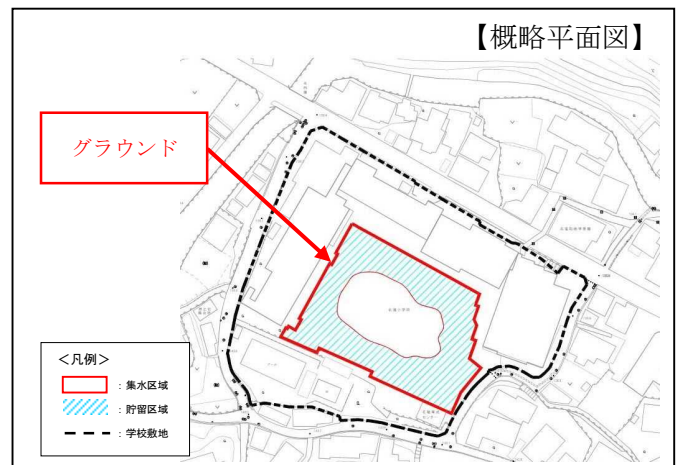 【概略平面図】
グラウンド
＜凡例＞
：集水区域
：貯留区域
：学校敷地